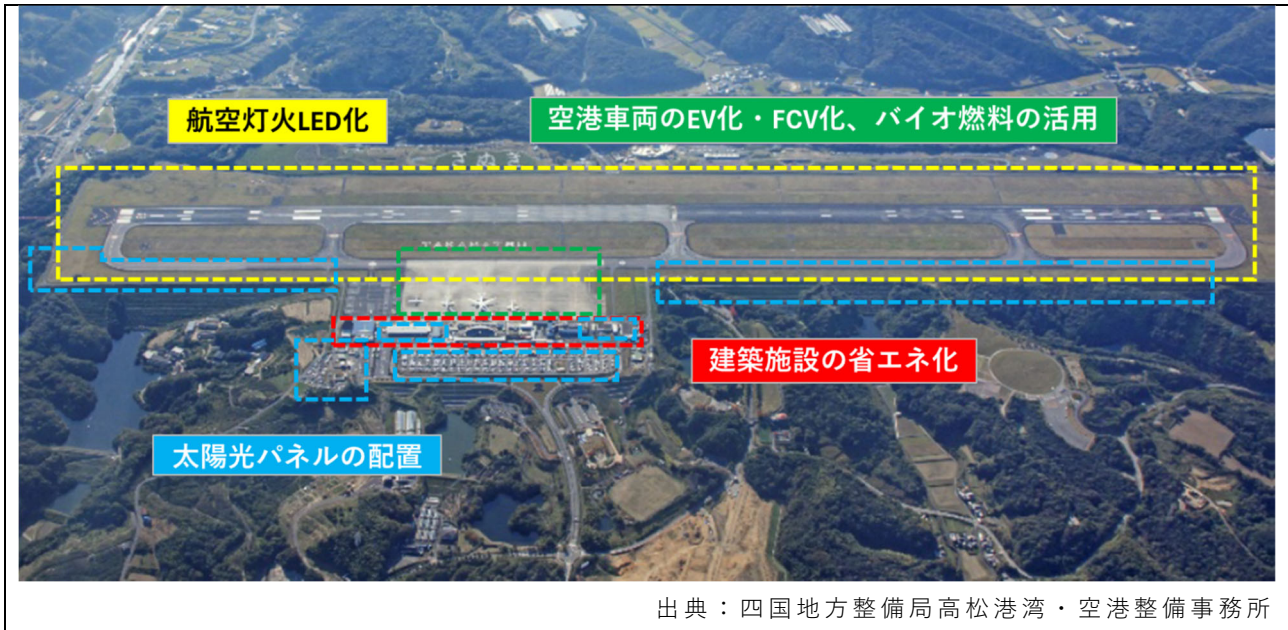 航空灯火LED化
空港車両のEV化・FCV化、バイオ燃料の活用
さぬき
建築施設の省エネ化
太陽光パネルの配置
出典：四国地方整備局高松港湾・空港整備事務所